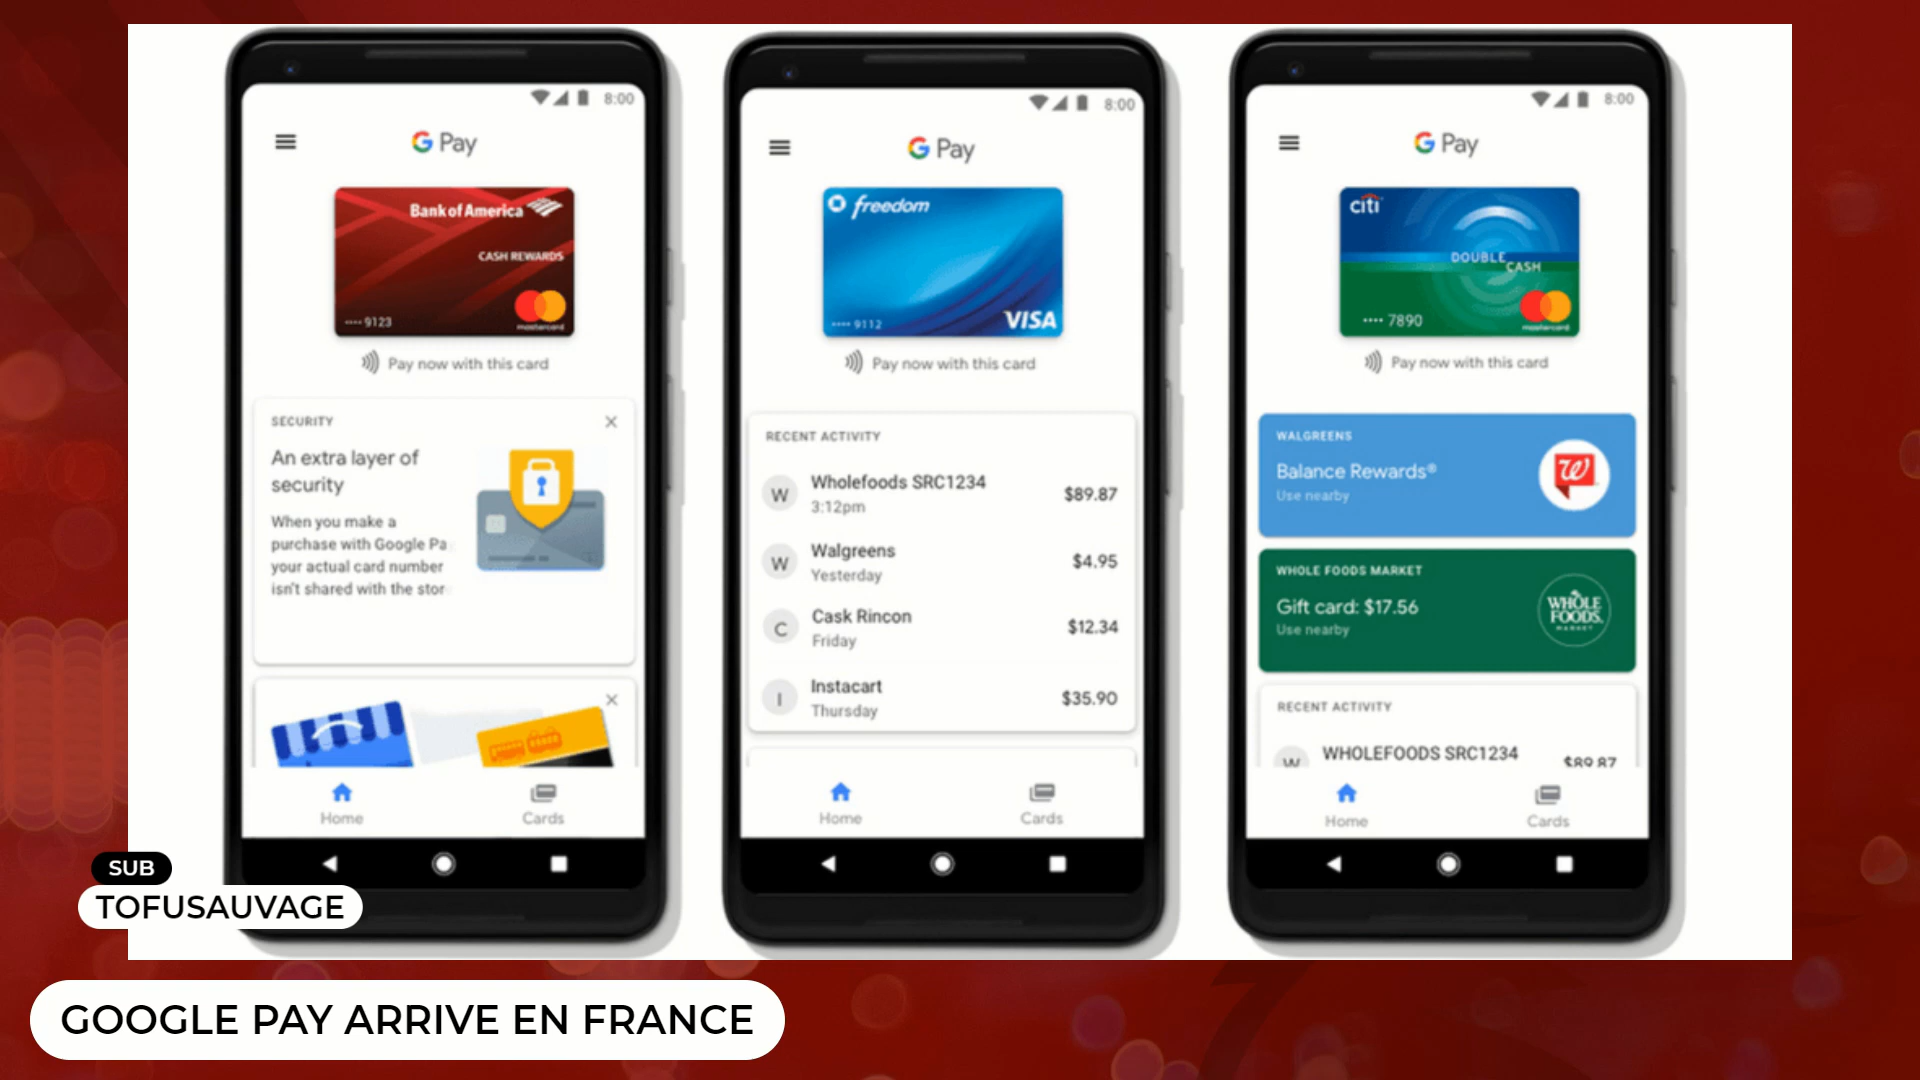 8:00
G Pay
Bank of America
CASH REWARDS
•••• 9123
mastercard
Pay now with this card
SECURITY
An extra layer of
security
When you make a
purchase with Google Pa
your actual card number
isn't shared with the stor
Home
Cards
8:00
G Pay
freedom
•••• 9112
VISA
Pay now with this card
RECENT ACTIVITY
W
Wholefoods SRC1234
$89.87
3:12pm
W
Walgreens
$4.95
Yesterday
C
Cask Rincon
$12.34
Friday
I
Instacart
$35.90
Thursday
Home
Cards
8:00
G Pay
citi
DOUBLE
CASH
•••• 7890
mastercard
Pay now with this card
WALGREENS
Balance Rewards®
Use nearby
W
WHOLE FOODS MARKET
Gift card: $17.56
Use nearby
WHOLE
FOODS
MARKET
RECENT ACTIVITY
W
WHOLEFOODS SRC1234
$89.87
Home
Cards
SUB
TOFUSAUVAGE
GOOGLE PAY ARRIVE EN FRANCE